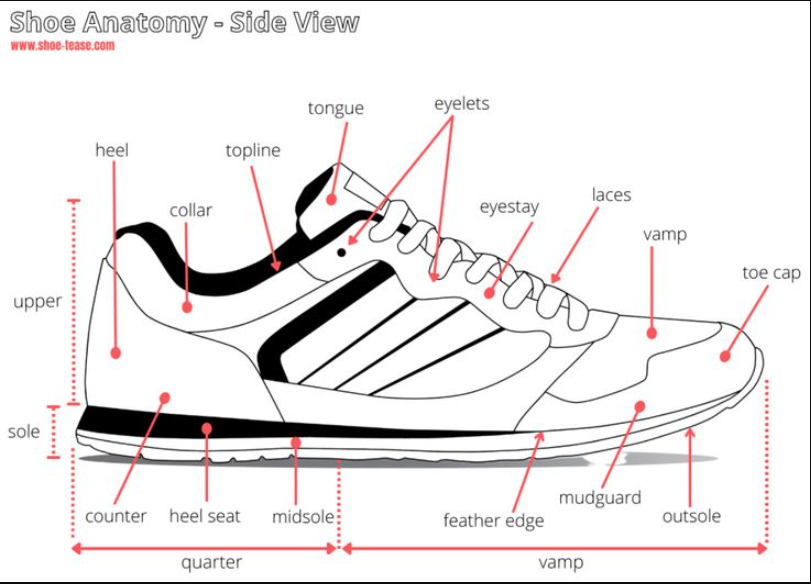 Shoe Anatomy - Side View
www.shoe-tease.com
tongue
eyelets
heel
topline
laces
collar
eyestay
vamp
toe cap
upper
sole
mudguard
counter
heel seat
midsole
feather edge
outsole
quarter
vamp